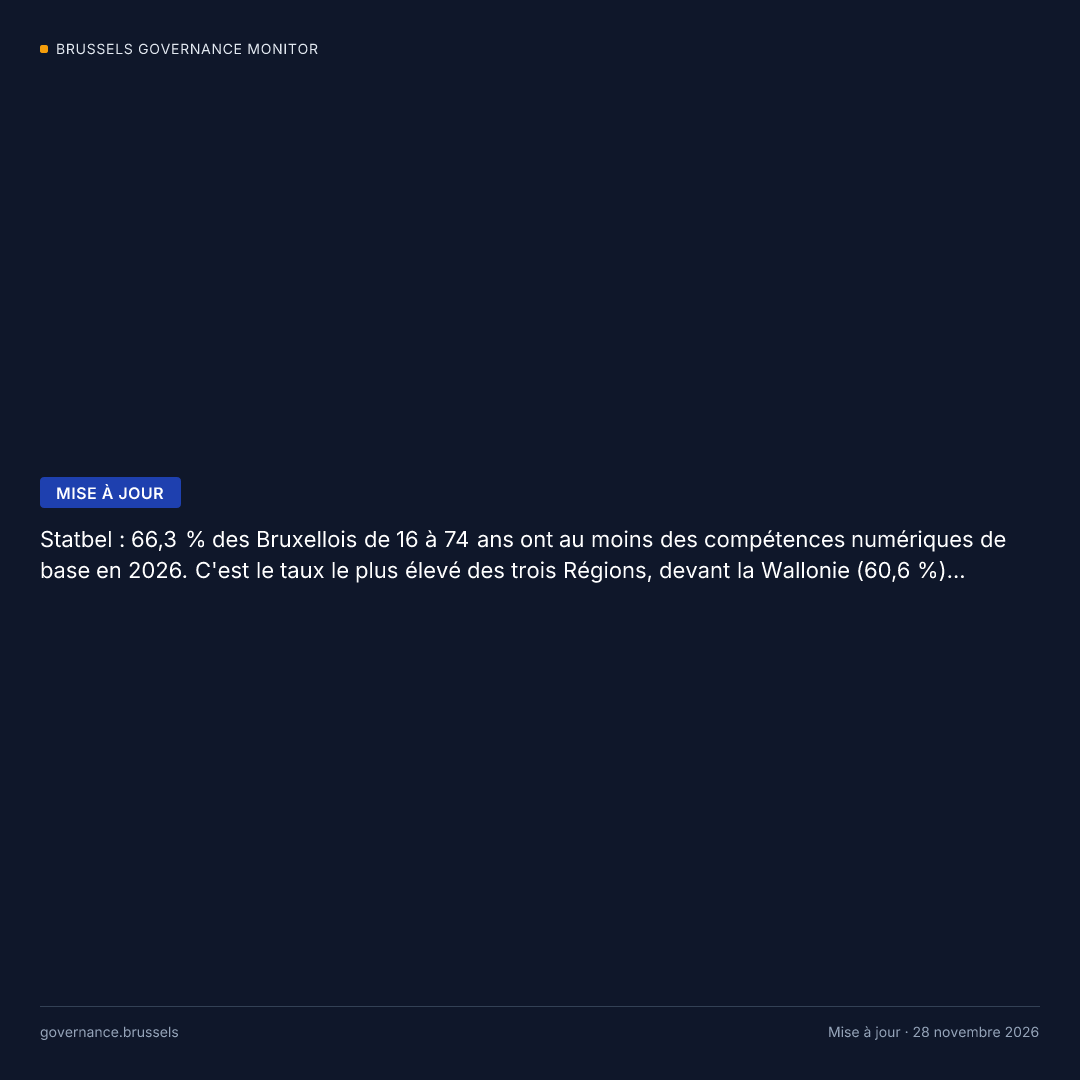 BRUSSELS GOVERNANCE MONITOR
MISE À JOUR
Statbel : 66,3 % des Bruxellois de 16 à 74 ans ont au moins des compétences numériques de
base en 2026. C'est le taux le plus élevé des trois Régions, devant la Wallonie (60,6 %)...
governance.brussels
Mise à jour · 28 novembre 2026